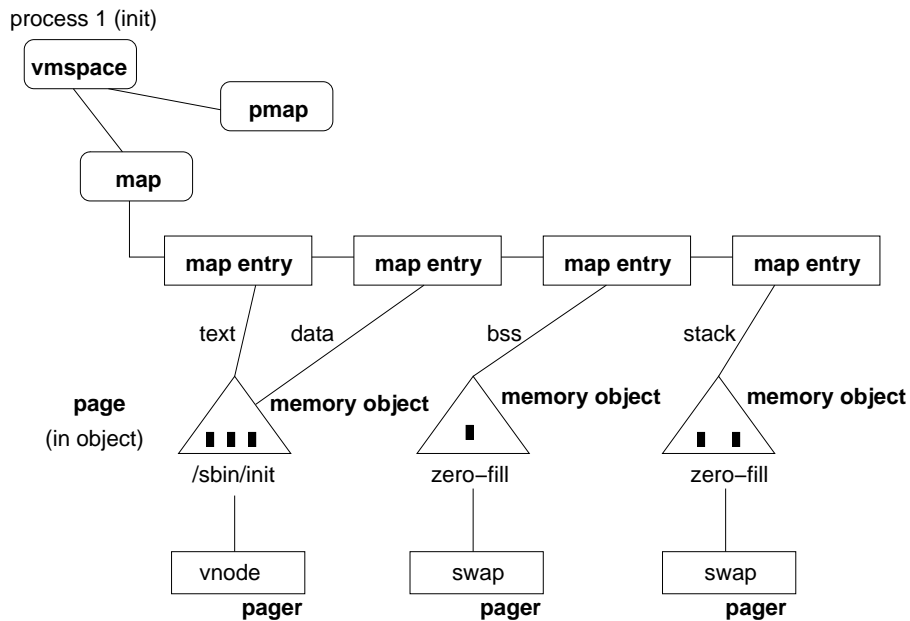 process 1 (init)
vmspace
pmap
map
map entry map entry map entry map entry
text data bss stack
page
(in object)
memory object memory object memory object
/sbin/init zero−fill zero−fill
vnode swap swap
pager pager pager